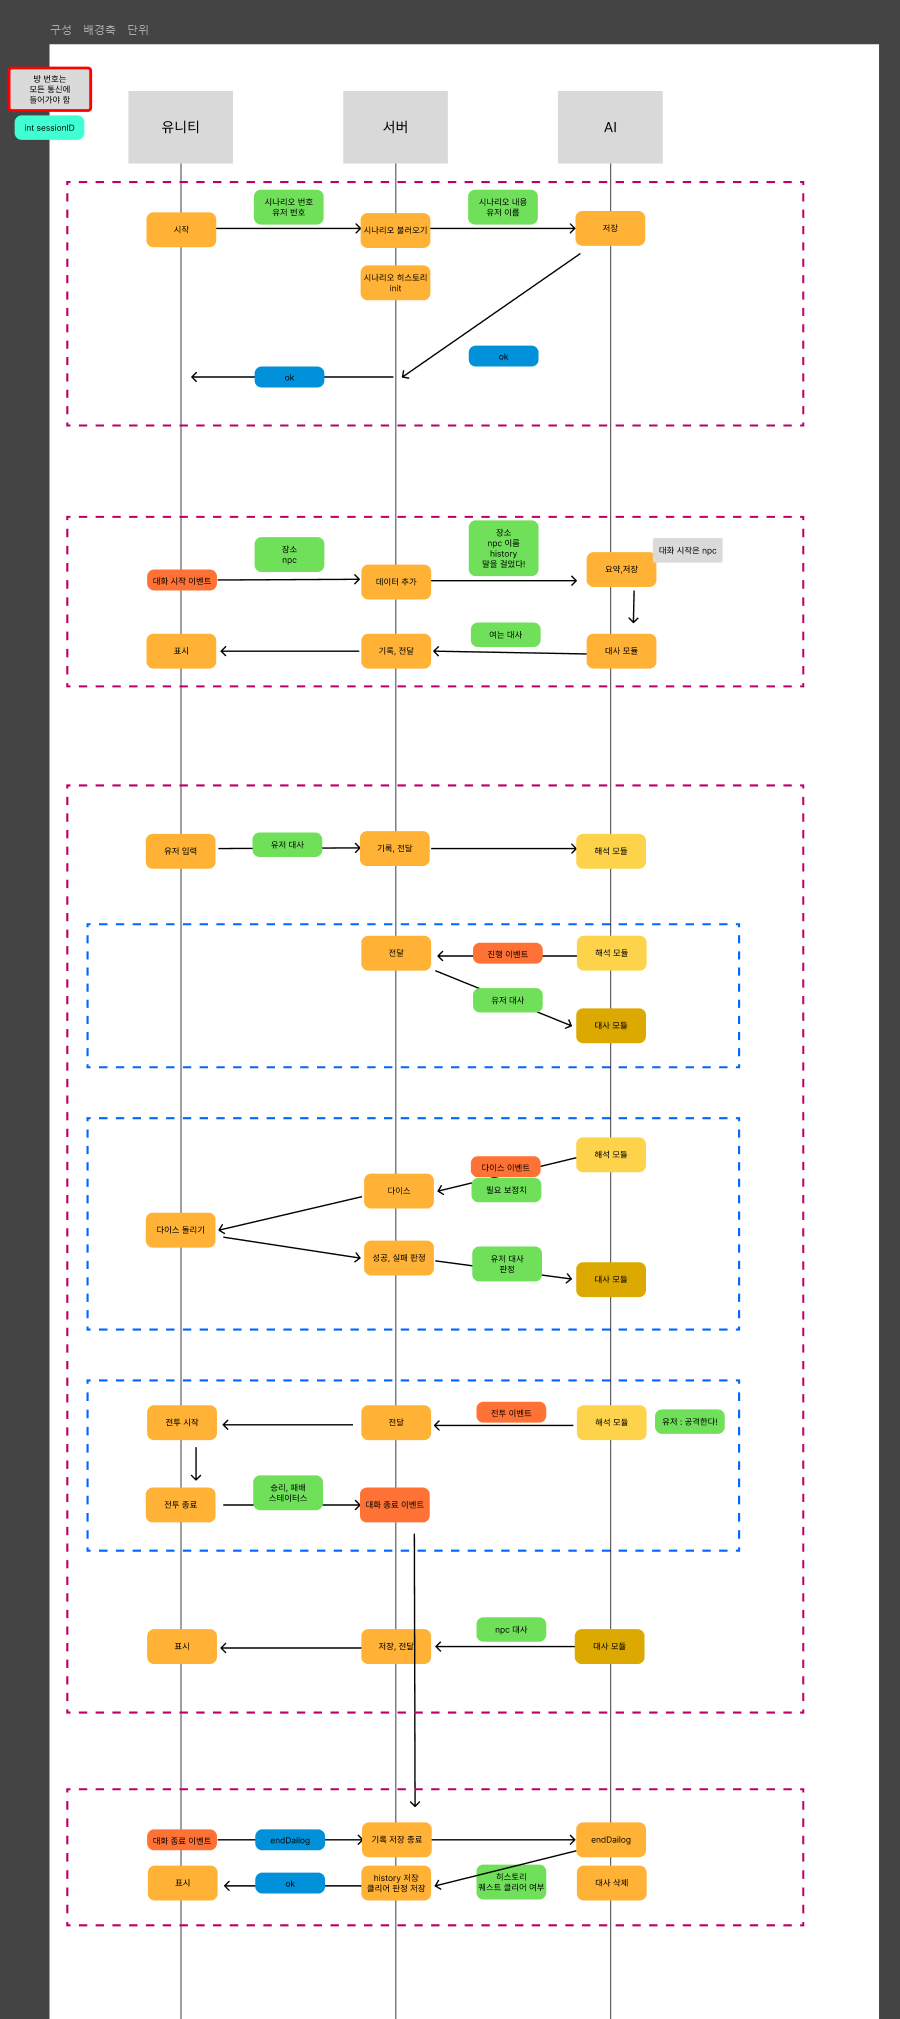 구성 배경축 단위
방 번호는
모든 통신에
들어가야 함
int sessionID
유니티
서버
AI
시나리오 번호
유저 번호
시나리오 내용
유저 이름
시작
시나리오 불러오기
저장
시나리오 히스토리
init
ok
ok
장소
npc
장소
npc 이름
history
말을 걸었다!
대화 시작은 npc
대화 시작 이벤트
데이터 추가
요약,저장
여는 대사
표시
기록, 전달
대사 모듈
유저 입력
유저 대사
기록, 전달
해석 모듈
전달
진행 이벤트
해석 모듈
유저 대사
대사 모듈
해석 모듈
다이스 이벤트
필요 보정치
다이스
다이스 돌리기
성공, 실패 판정
유저 대사
판정
대사 모듈
전투 시작
전달
전투 이벤트
해석 모듈
유저 : 공격한다!
전투 종료
승리, 패배
스테이터스
대화 종료 이벤트
npc 대사
표시
저장, 전달
대사 모듈
대화 종료 이벤트
endDailog
기록 저장 종료
endDailog
표시
ok
history 저장
클리어 판정 저장
히스토리
퀘스트 클리어 여부
대사 삭제